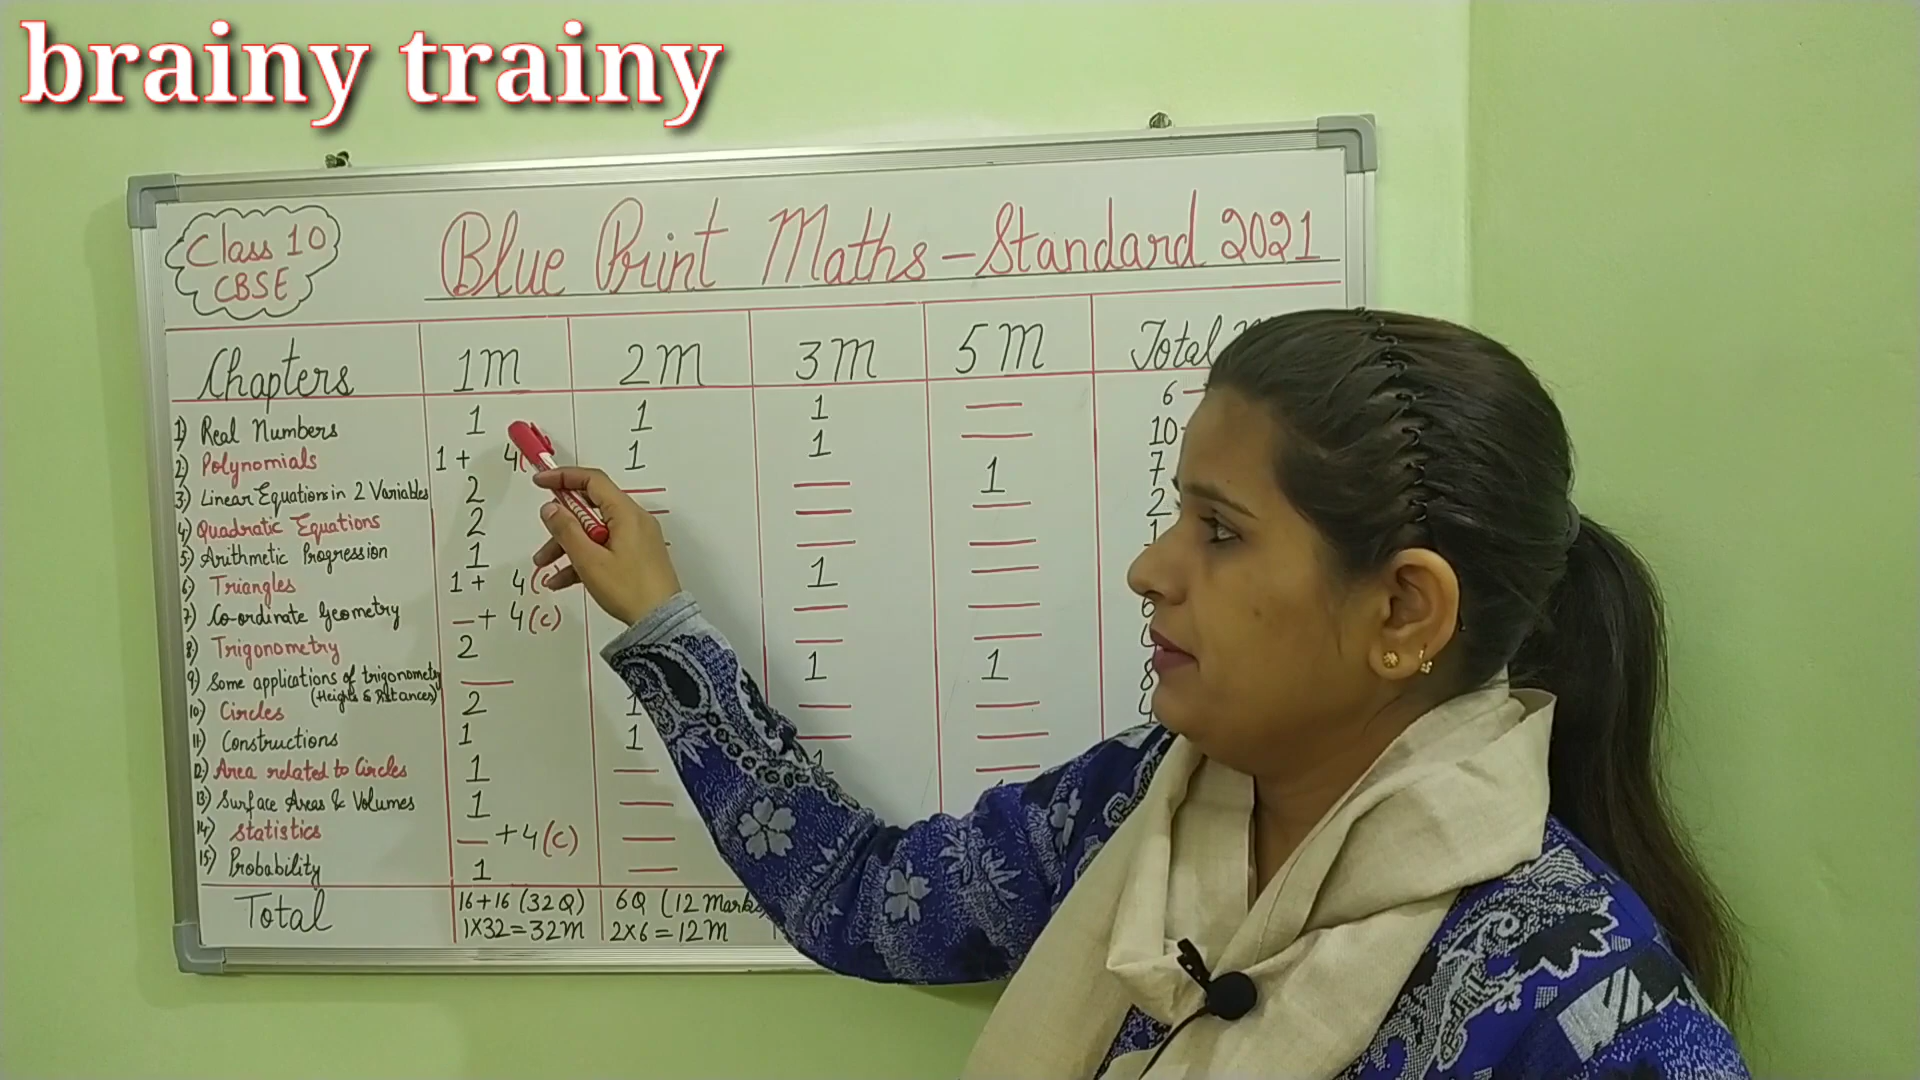 brainy trainy
Class 10
CBSE
Blue Print Maths - Standard 2021
Chapters 1M 2M 3M 5M Total
1) Real Numbers 1 1 1 — 6
2) Polynomials 1 + 4( 1 1 — 10
3) Linear Equations in 2 Variables 2 — — 1 7
4) Quadratic Equations 2 — — — 2
5) Arithmetic Progression 1 — — 1
6) Triangles 1 + 4(c 1 —
7) Co-ordinate Geometry — + 4(c) — — 6
8) Trigonometry 2 — —
9) Some applications of trigonometry — 1 1 8
(Heights & Distances)
10) Circles 2 1 — — 4
11) Constructions 1 1 — —
12) Area related to Circles 1 — 1 —
13) Surface Areas & Volumes 1 —
14) Statistics — + 4(c) —
15) Probability 1 —
Total 16+16 (32Q) 6Q (12 Marks)
1X32=32M 2X6=12M